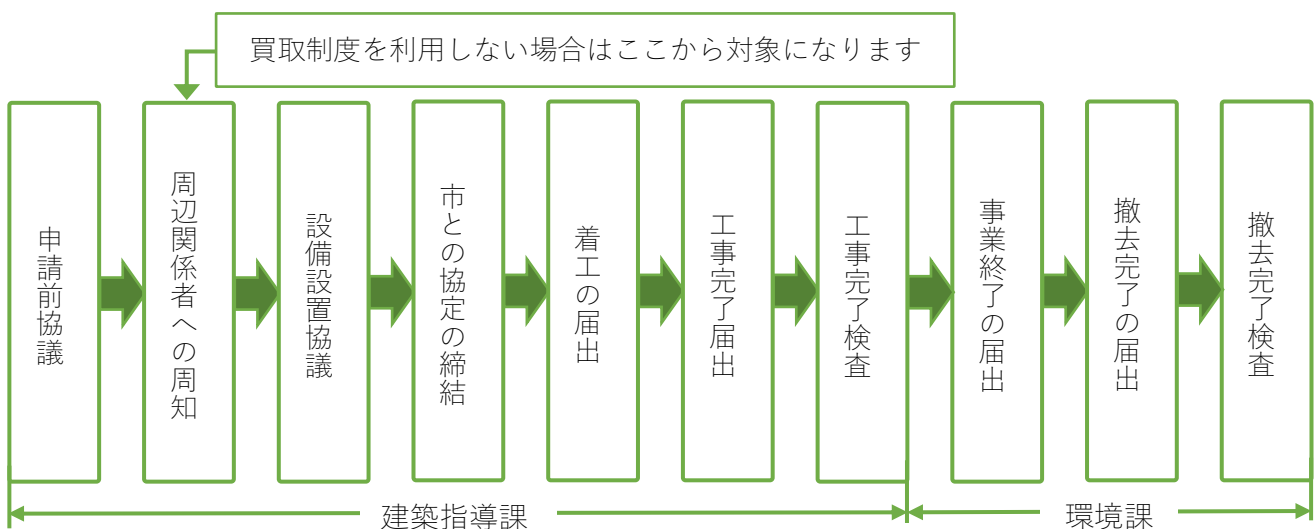 買取制度を利用しない場合はここから対象になります
申請前協議
周辺関係者への周知
設備設置協議
市との協定の締結
着工の届出
工事完了届出
工事完了検査
事業終了の届出
撤去完了の届出
撤去完了検査
建築指導課
環境課